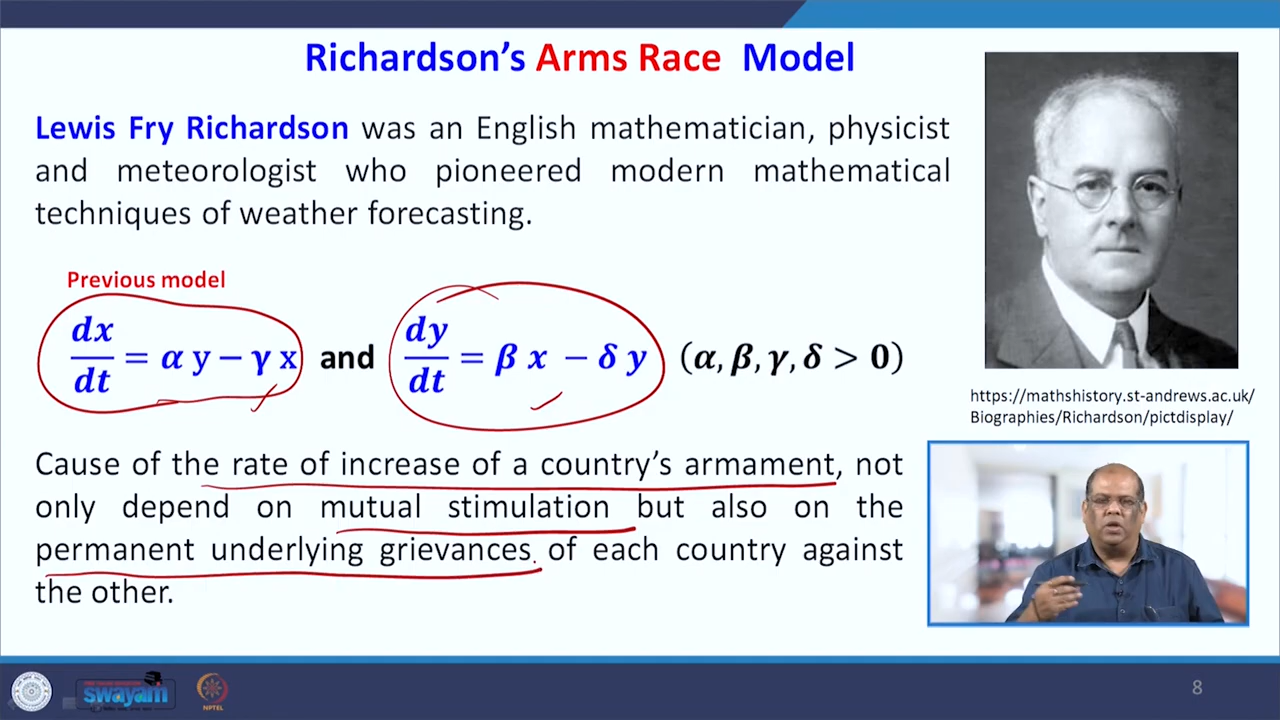 Richardson's Arms Race Model
Lewis Fry Richardson was an English mathematician, physicist
and meteorologist who pioneered modern mathematical
techniques of weather forecasting.
Previous model
dx/dt = α y − γ x and dy/dt = β x − δ y (α, β, γ, δ > 0)
https://mathshistory.st-andrews.ac.uk/
Biographies/Richardson/pictdisplay/
Cause of the rate of increase of a country's armament, not
only depend on mutual stimulation but also on the
permanent underlying grievances of each country against
the other.
swayam
NPTEL
8